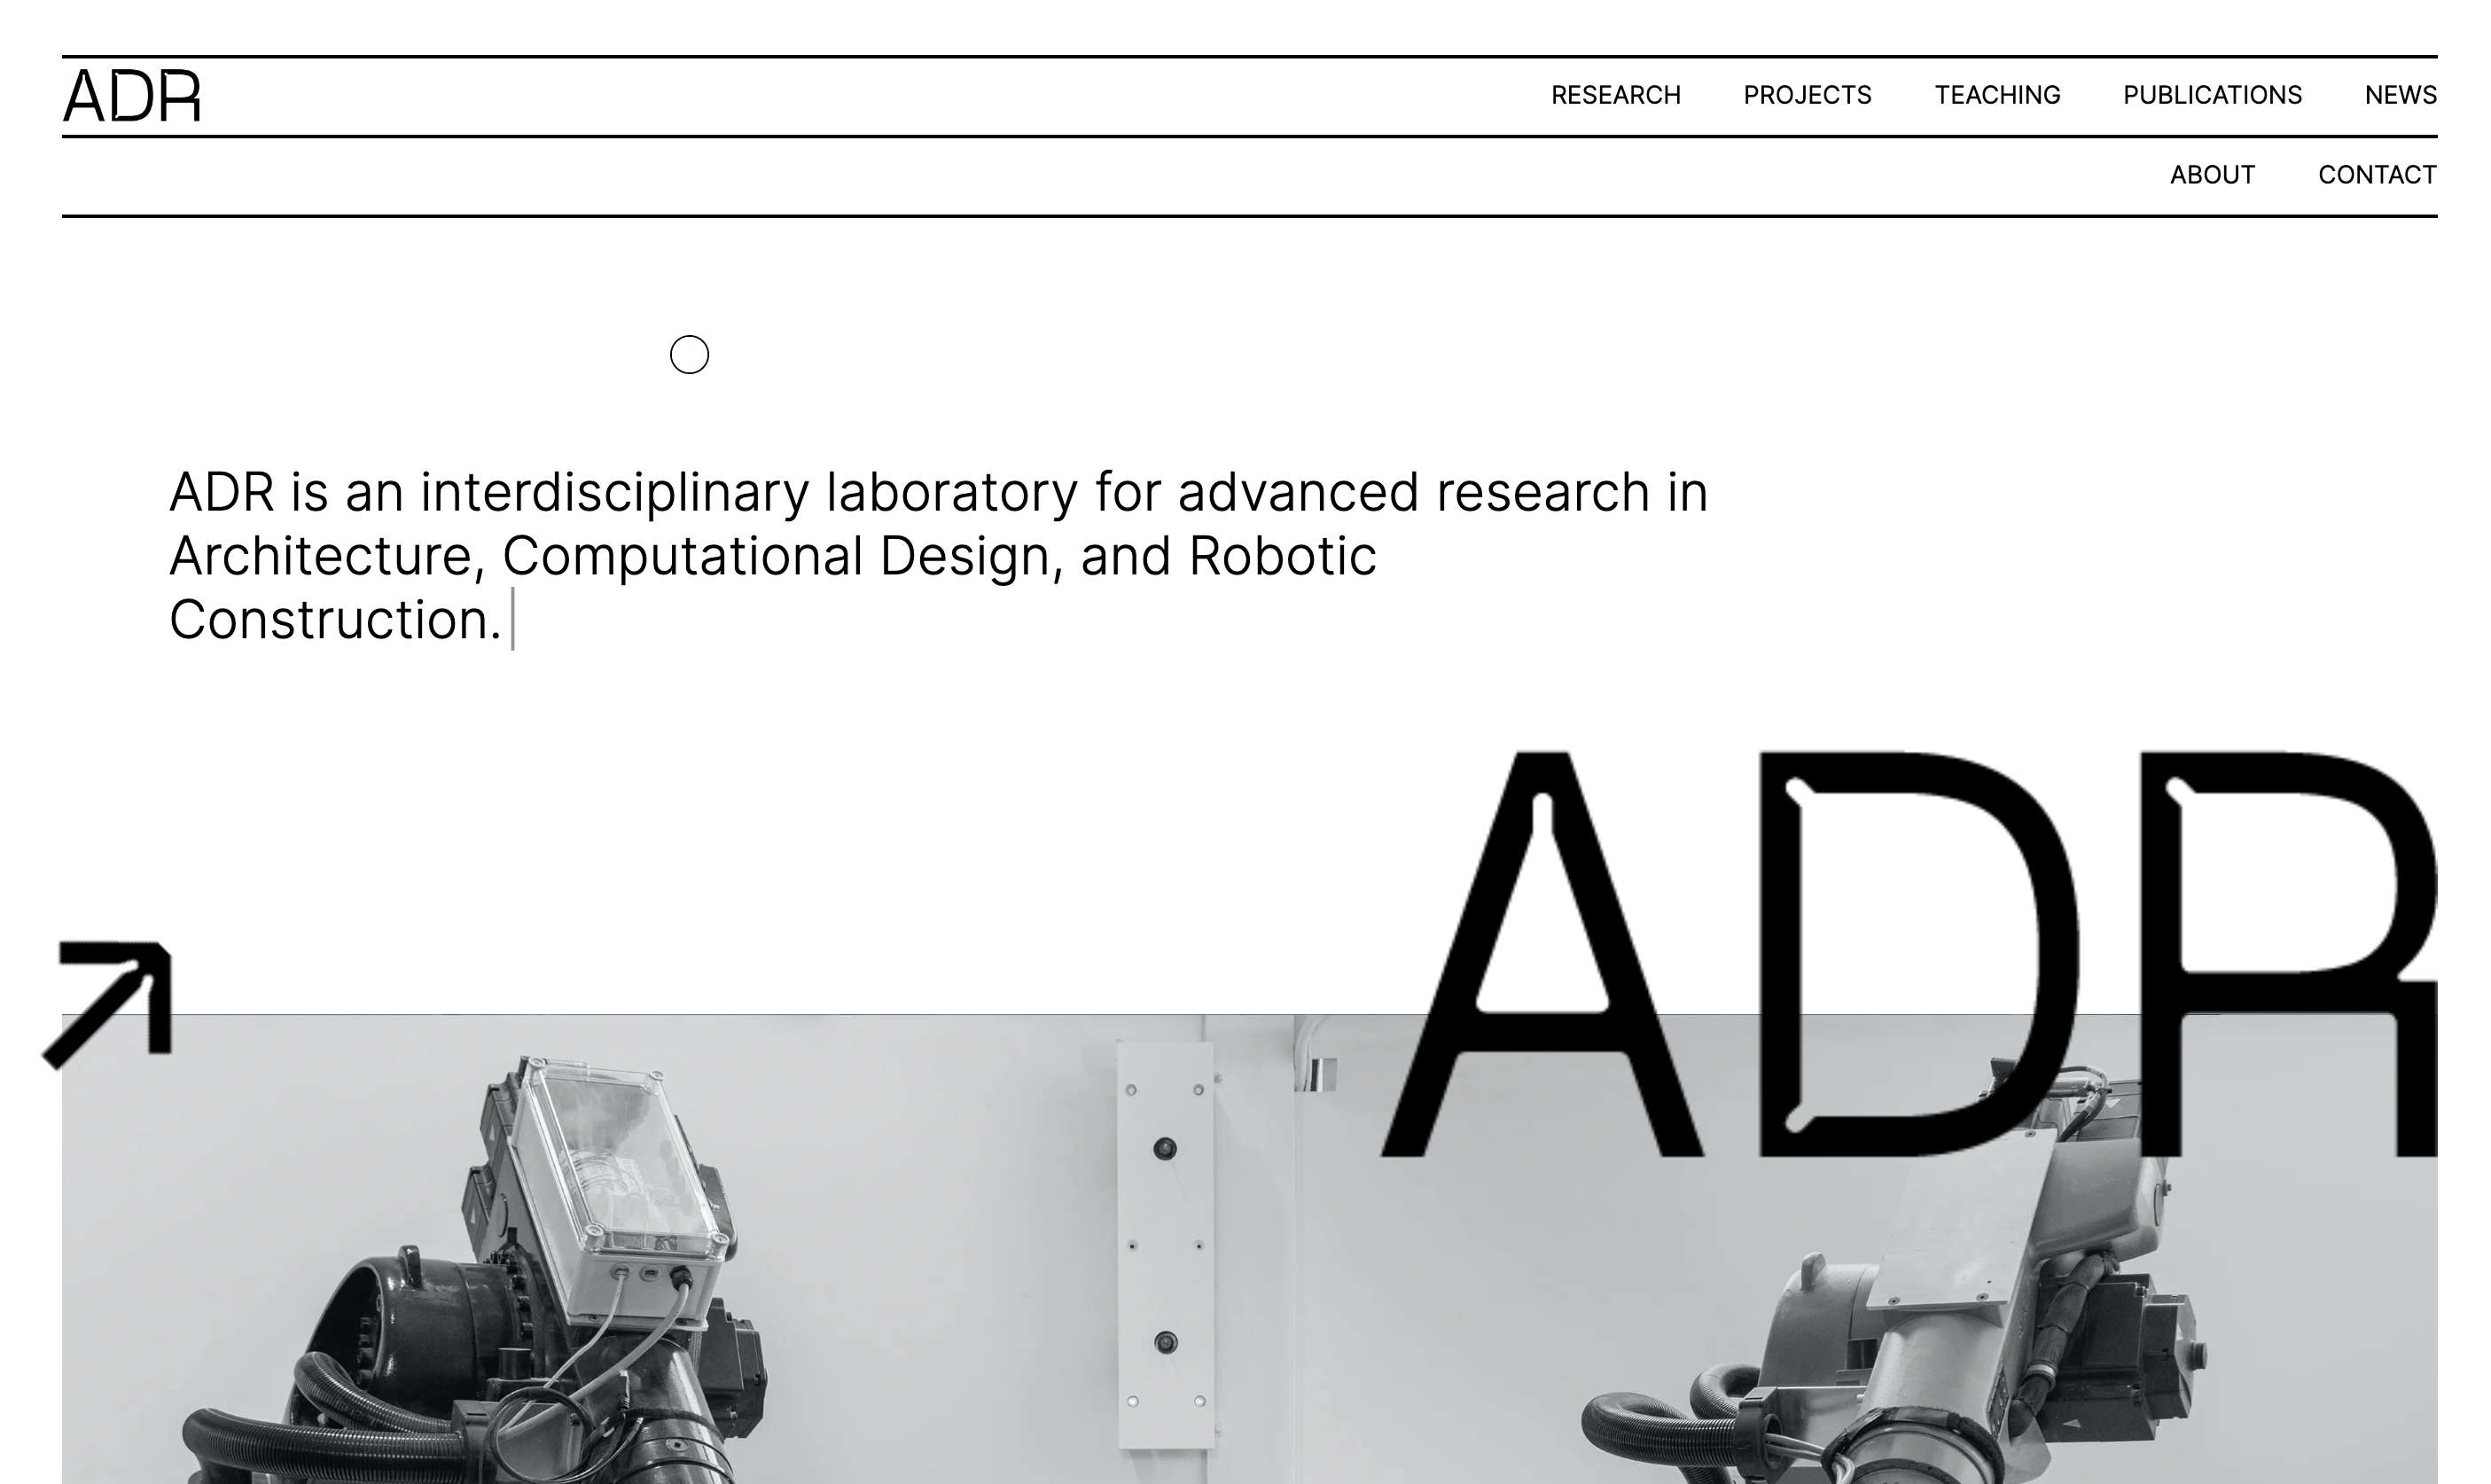 ADR
RESEARCH PROJECTS TEACHING PUBLICATIONS NEWS
ABOUT CONTACT
ADR is an interdisciplinary laboratory for advanced research in
Architecture, Computational Design, and Robotic
Construction.
ADR